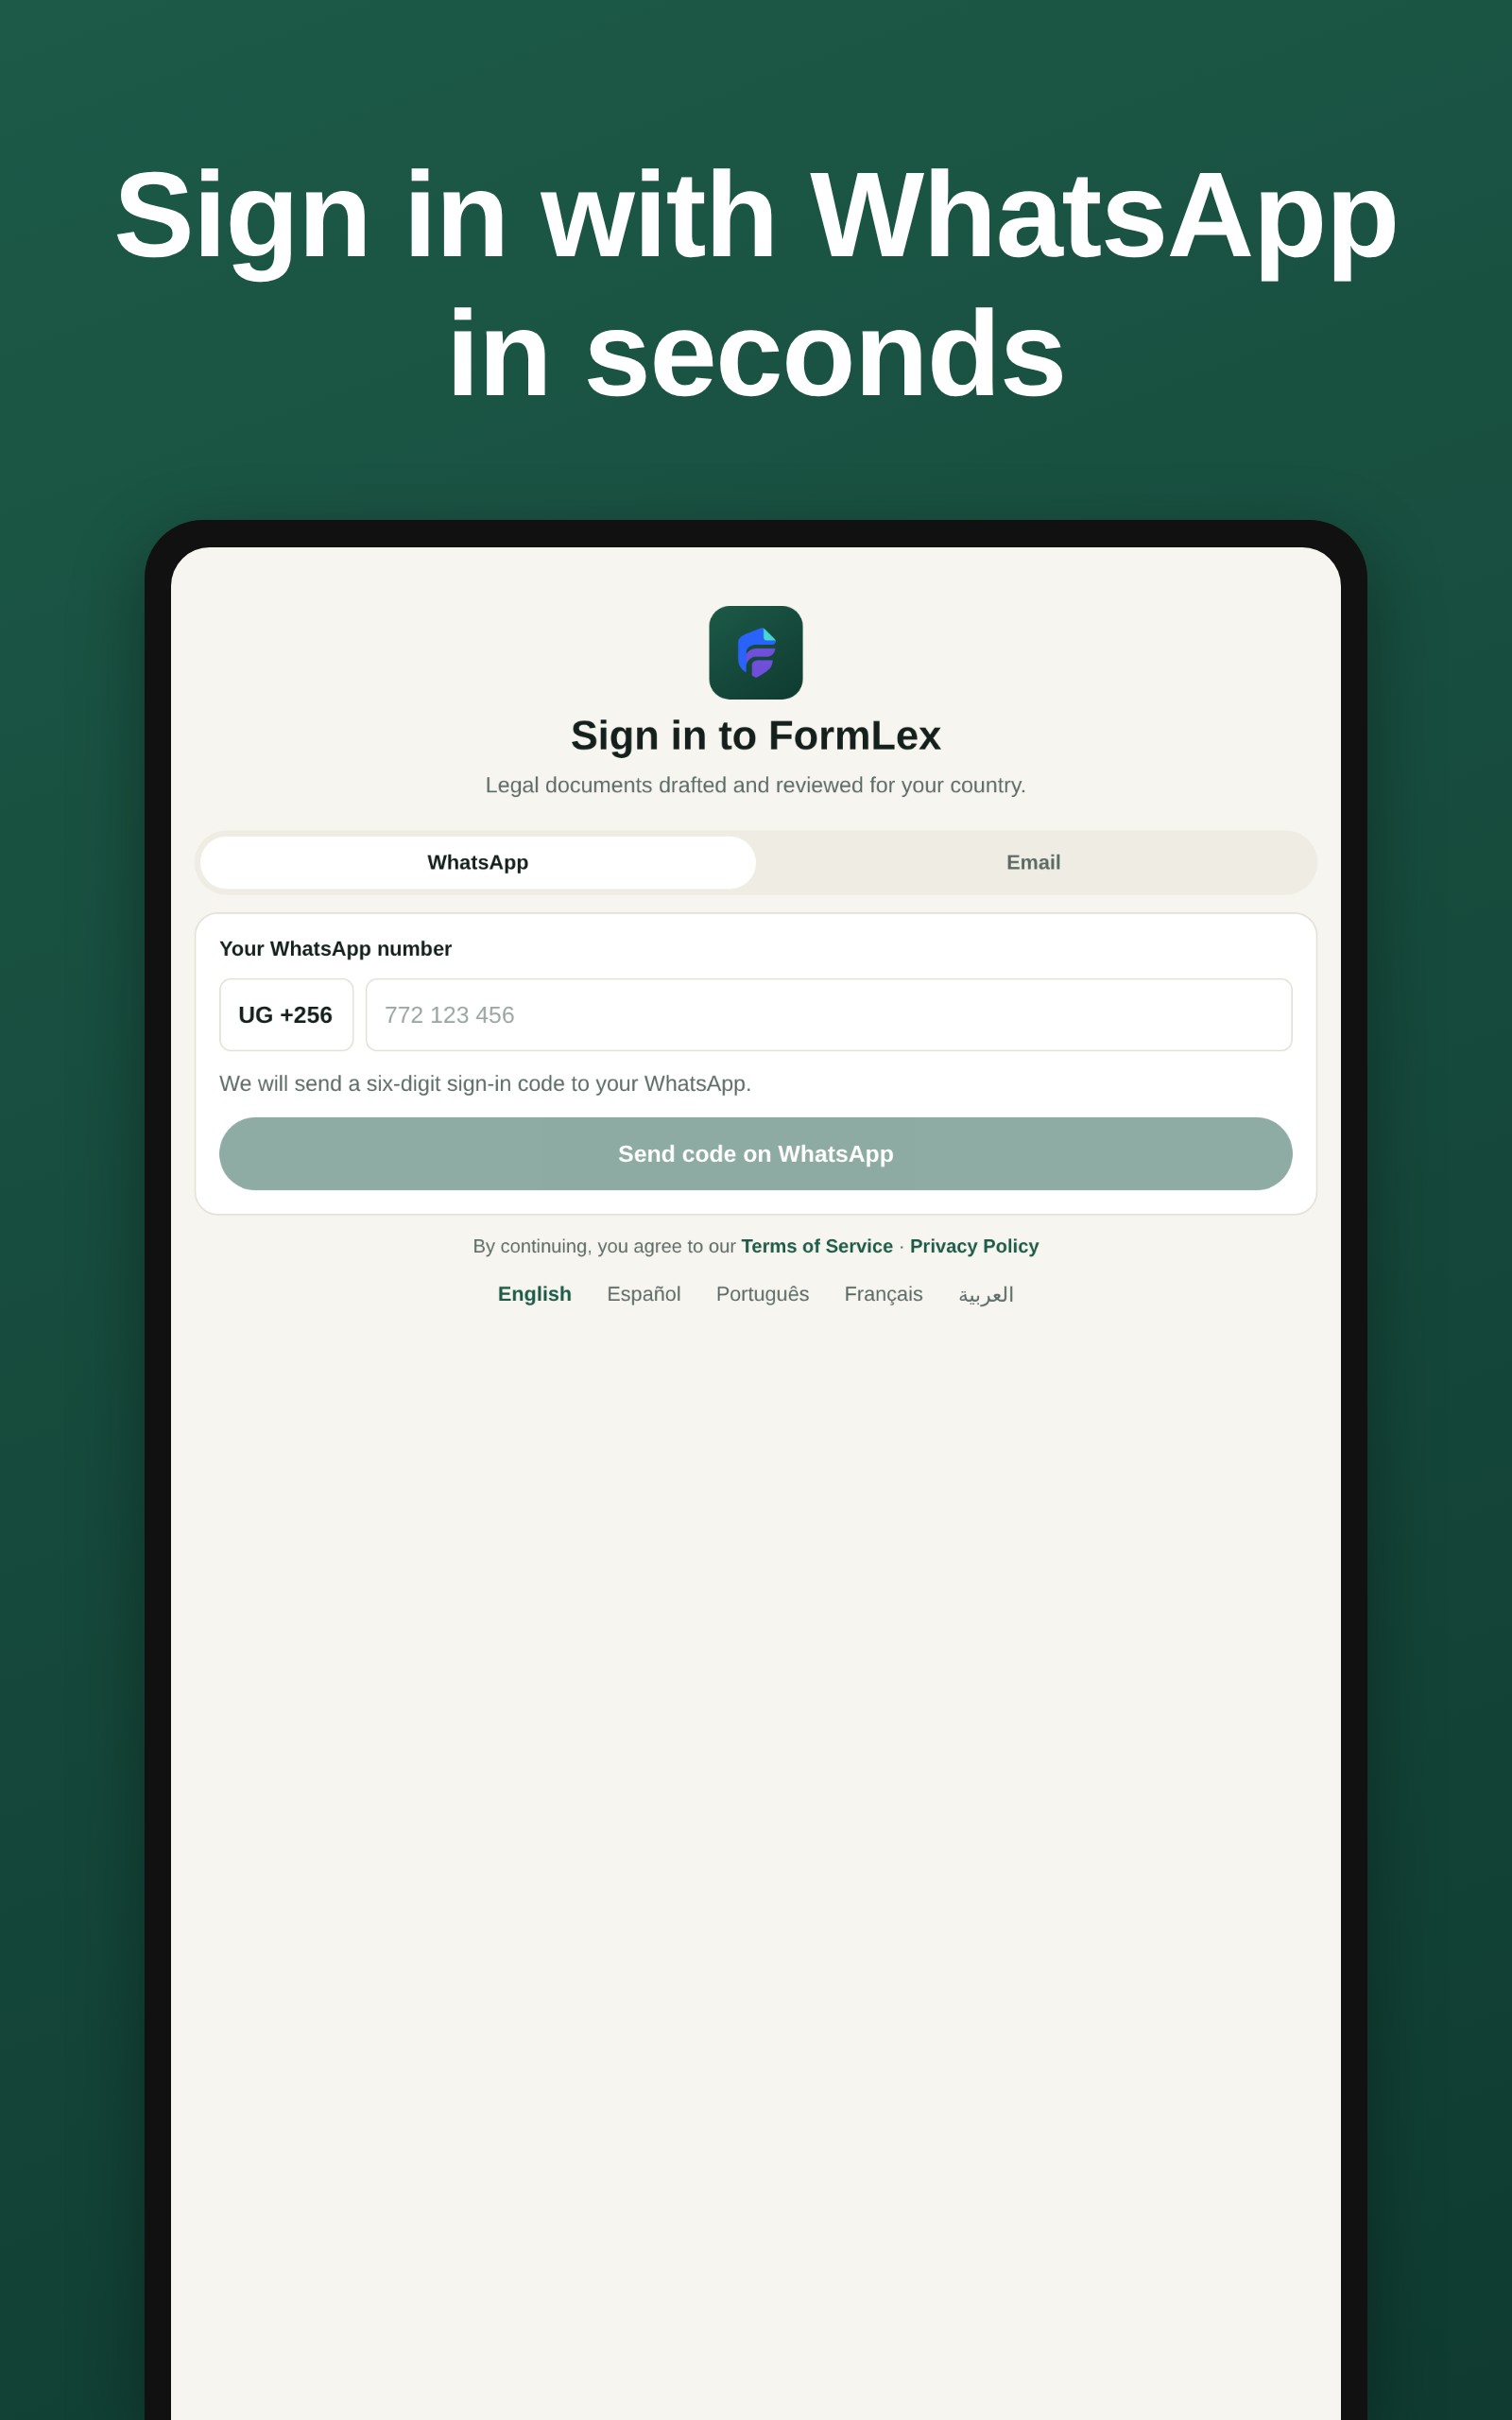 Sign in with WhatsApp
in seconds
Sign in to FormLex
Legal documents drafted and reviewed for your country.
WhatsApp Email
Your WhatsApp number
UG +256 772 123 456
We will send a six-digit sign-in code to your WhatsApp.
Send code on WhatsApp
By continuing, you agree to our Terms of Service · Privacy Policy
English Español Português Français العربية